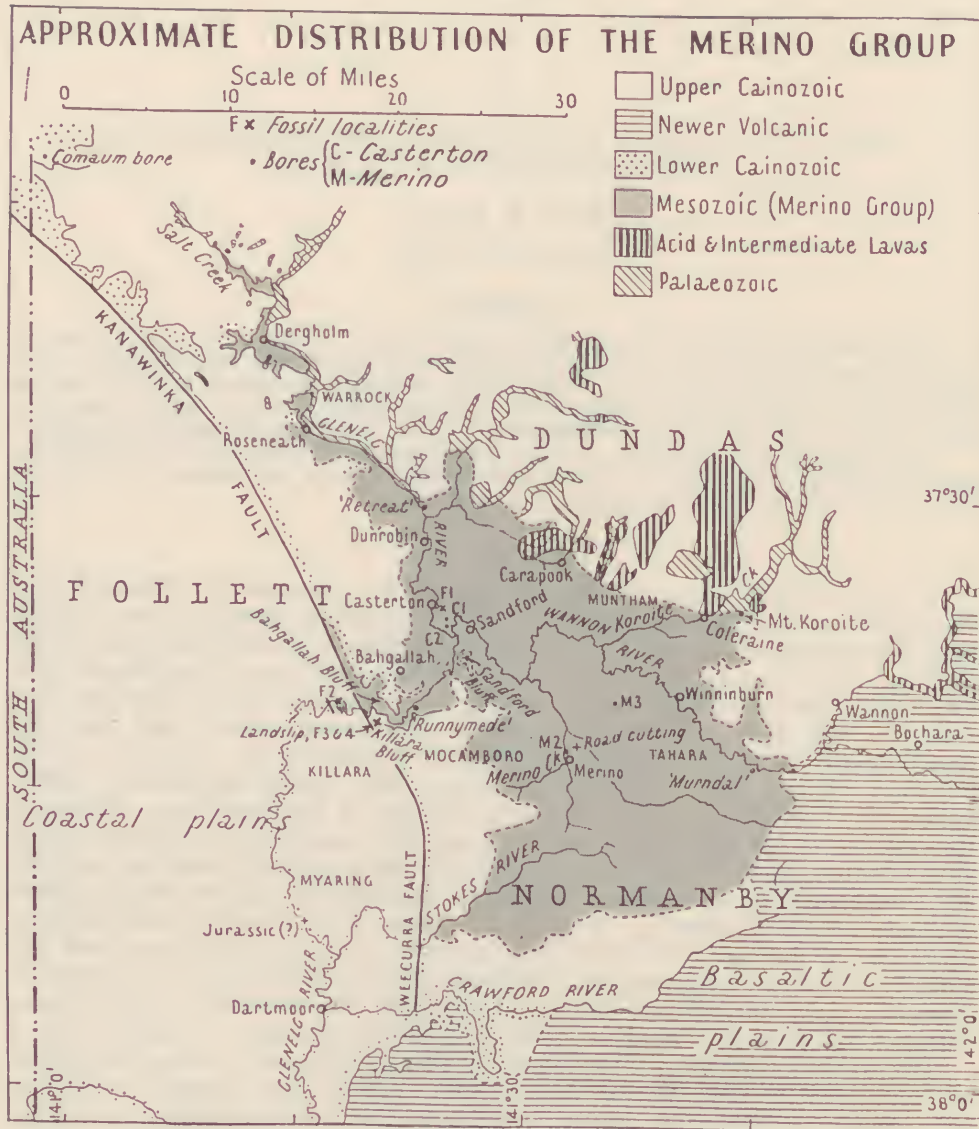 APPROXIMATE DISTRIBUTION OF THE MERINO GROUP
Scale of Miles
0 10 20 30
F x Fossil localities
• Bores { C - Casterton
M - Merino
Upper Cainozoic
Newer Volcanic
Lower Cainozoic
Mesozoic (Merino Group)
Acid & Intermediate Lavas
Palaeozoic
Comaum bore
Salt Creek
Dergholm
KANAWINKA FAULT
WARROCK
GLENELG RIVER
Roseneath
DUNDAS
37°30'
'Retreat'
Dunrobin
SOUTH AUSTRALIA
FOLLETT
Carapook
MUNTHAM
Casterton
F1
C1
C2
Sandford
WANNON RIVER
Koroite
Ck
Coleraine
Mt. Koroite
Bahgallah Bluff
Bahgallah
Sandford Bluff
Winninburn
F2
M3
'Runnymede'
Wannon
Bochara
Landslip, F3&4
Killara Bluff
KILLARA
MOCAMBORO
M2
+Road cutting
TAHARA
Merino Ck
Merino
'Murndal'
Coastal plains
MYARING
STOKES RIVER
NORMANBY
WEECURRA FAULT
Jurassic(?)
Basaltic plains
CRAWFORD RIVER
Dartmoor
GLENELG RIVER
141°0'
141°30'
142°0'
38°0'